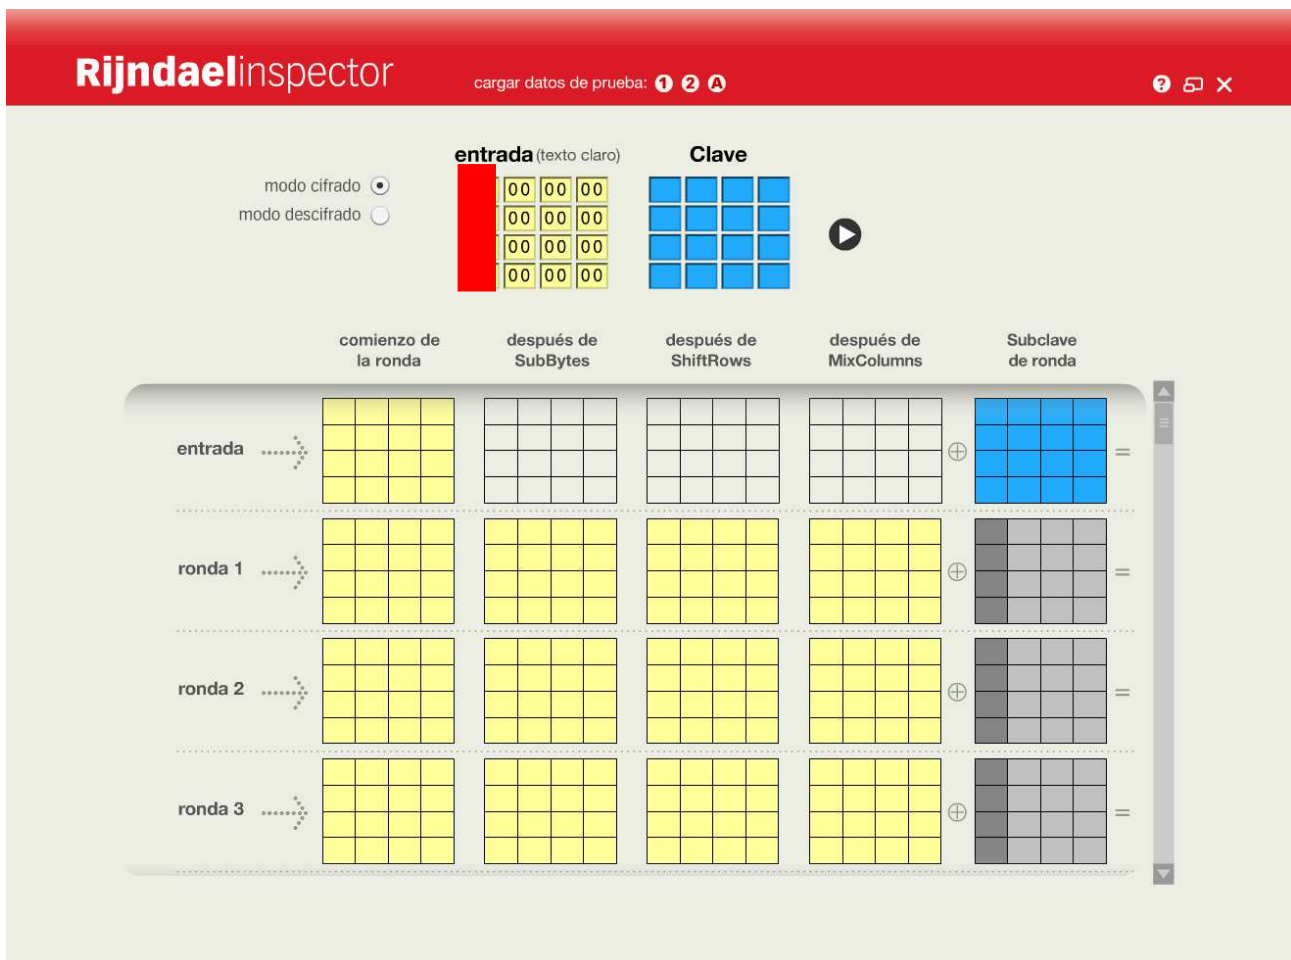 Rijndaelinspector
cargar datos de prueba: 1 2 A
?
entrada (texto claro)
Clave
modo cifrado
modo descifrado
00 00 00
00 00 00
00 00 00
00 00 00
comienzo de
la ronda
después de
SubBytes
después de
ShiftRows
después de
MixColumns
Subclave
de ronda
entrada
=
ronda 1
=
ronda 2
=
ronda 3
=